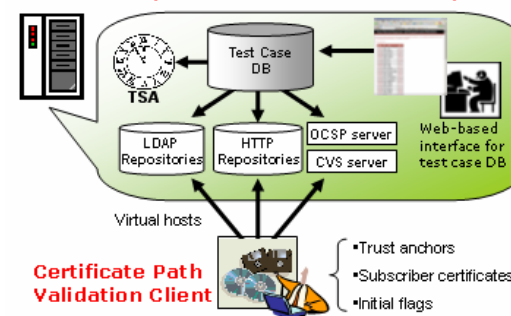 Test Case
DB
TSA
LDAP
Repositories
HTTP
Repositories
OCSP server
CVS server
Web-based
interface for
test case DB
Virtual hosts
Certificate Path
Validation Client
▪Trust anchors
▪Subscriber certificates
▪Initial flags